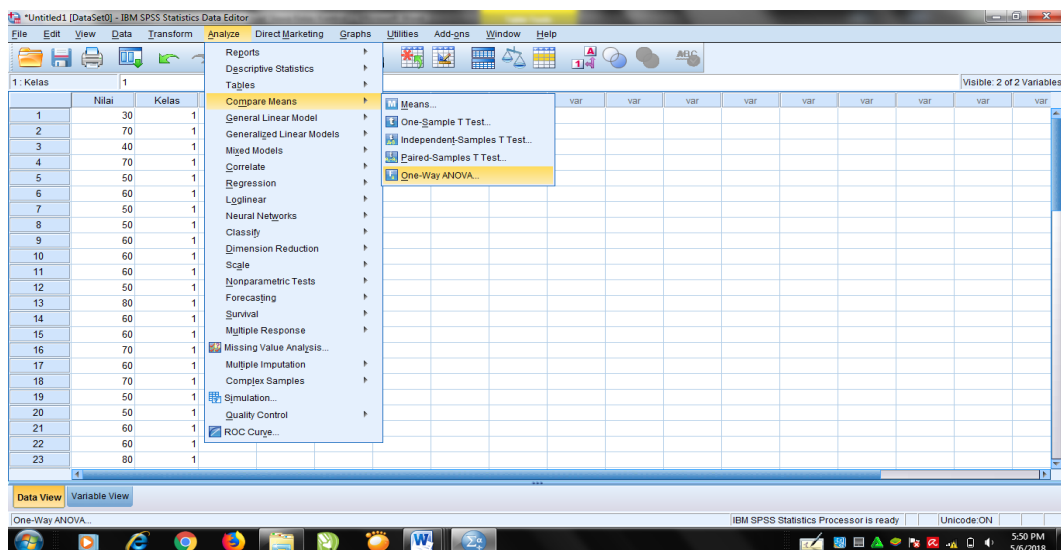 *Untitled1 [DataSet0] - IBM SPSS Statistics Data Editor
File Edit View Data Transform Analyze Direct Marketing Graphs Utilities Add-ons Window Help
1 : Kelas 1 Visible: 2 of 2 Variables
Nilai Kelas var var var var var var var var var
1 30 1
2 70 1
3 40 1
4 70 1
5 50 1
6 60 1
7 50 1
8 50 1
9 60 1
10 60 1
11 60 1
12 50 1
13 80 1
14 60 1
15 60 1
16 70 1
17 60 1
18 70 1
19 50 1
20 50 1
21 60 1
22 60 1
23 80 1
Reports
Descriptive Statistics
Tables
Compare Means
General Linear Model
Generalized Linear Models
Mixed Models
Correlate
Regression
Loglinear
Neural Networks
Classify
Dimension Reduction
Scale
Nonparametric Tests
Forecasting
Survival
Multiple Response
Missing Value Analysis...
Multiple Imputation
Complex Samples
Simulation...
Quality Control
ROC Curve...
Means...
One-Sample T Test...
Independent-Samples T Test...
Paired-Samples T Test...
One-Way ANOVA...
Data View Variable View
One-Way ANOVA... IBM SPSS Statistics Processor is ready Unicode:ON
5:50 PM
5/6/2018